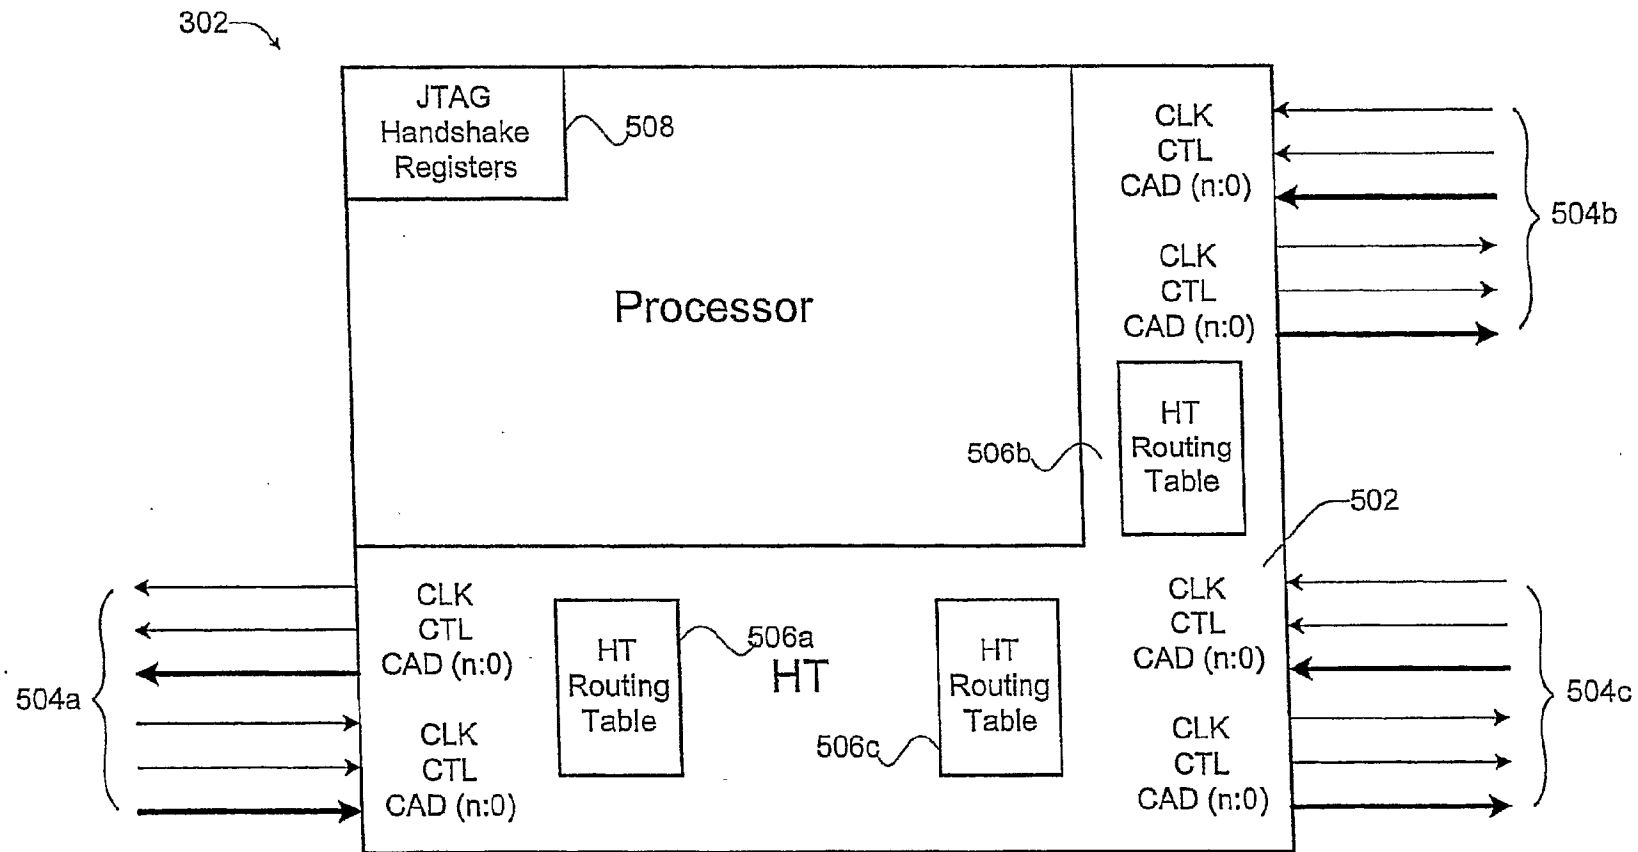 302
JTAG
Handshake
Registers
508
Processor
CLK
CTL
CAD (n:0)
CLK
CTL
CAD (n:0)
504b
HT
Routing
Table
506b
502
CLK
CTL
CAD (n:0)
CLK
CTL
CAD (n:0)
504a
HT
Routing
Table
506a
HT
HT
Routing
Table
506c
CLK
CTL
CAD (n:0)
CLK
CTL
CAD (n:0)
504c